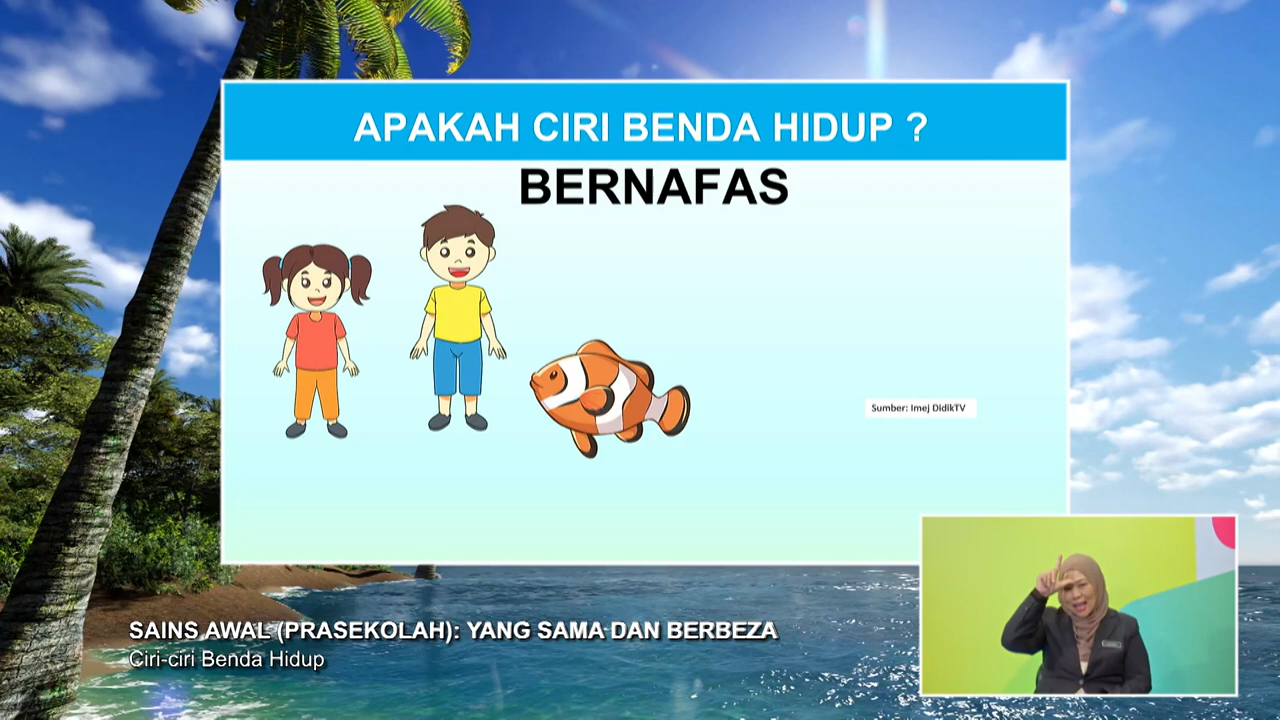 APAKAH CIRI BENDA HIDUP ?
BERNAFAS
Sumber: Imej DidikTV
SAINS AWAL (PRASEKOLAH): YANG SAMA DAN BERBEZA
Ciri-ciri Benda Hidup